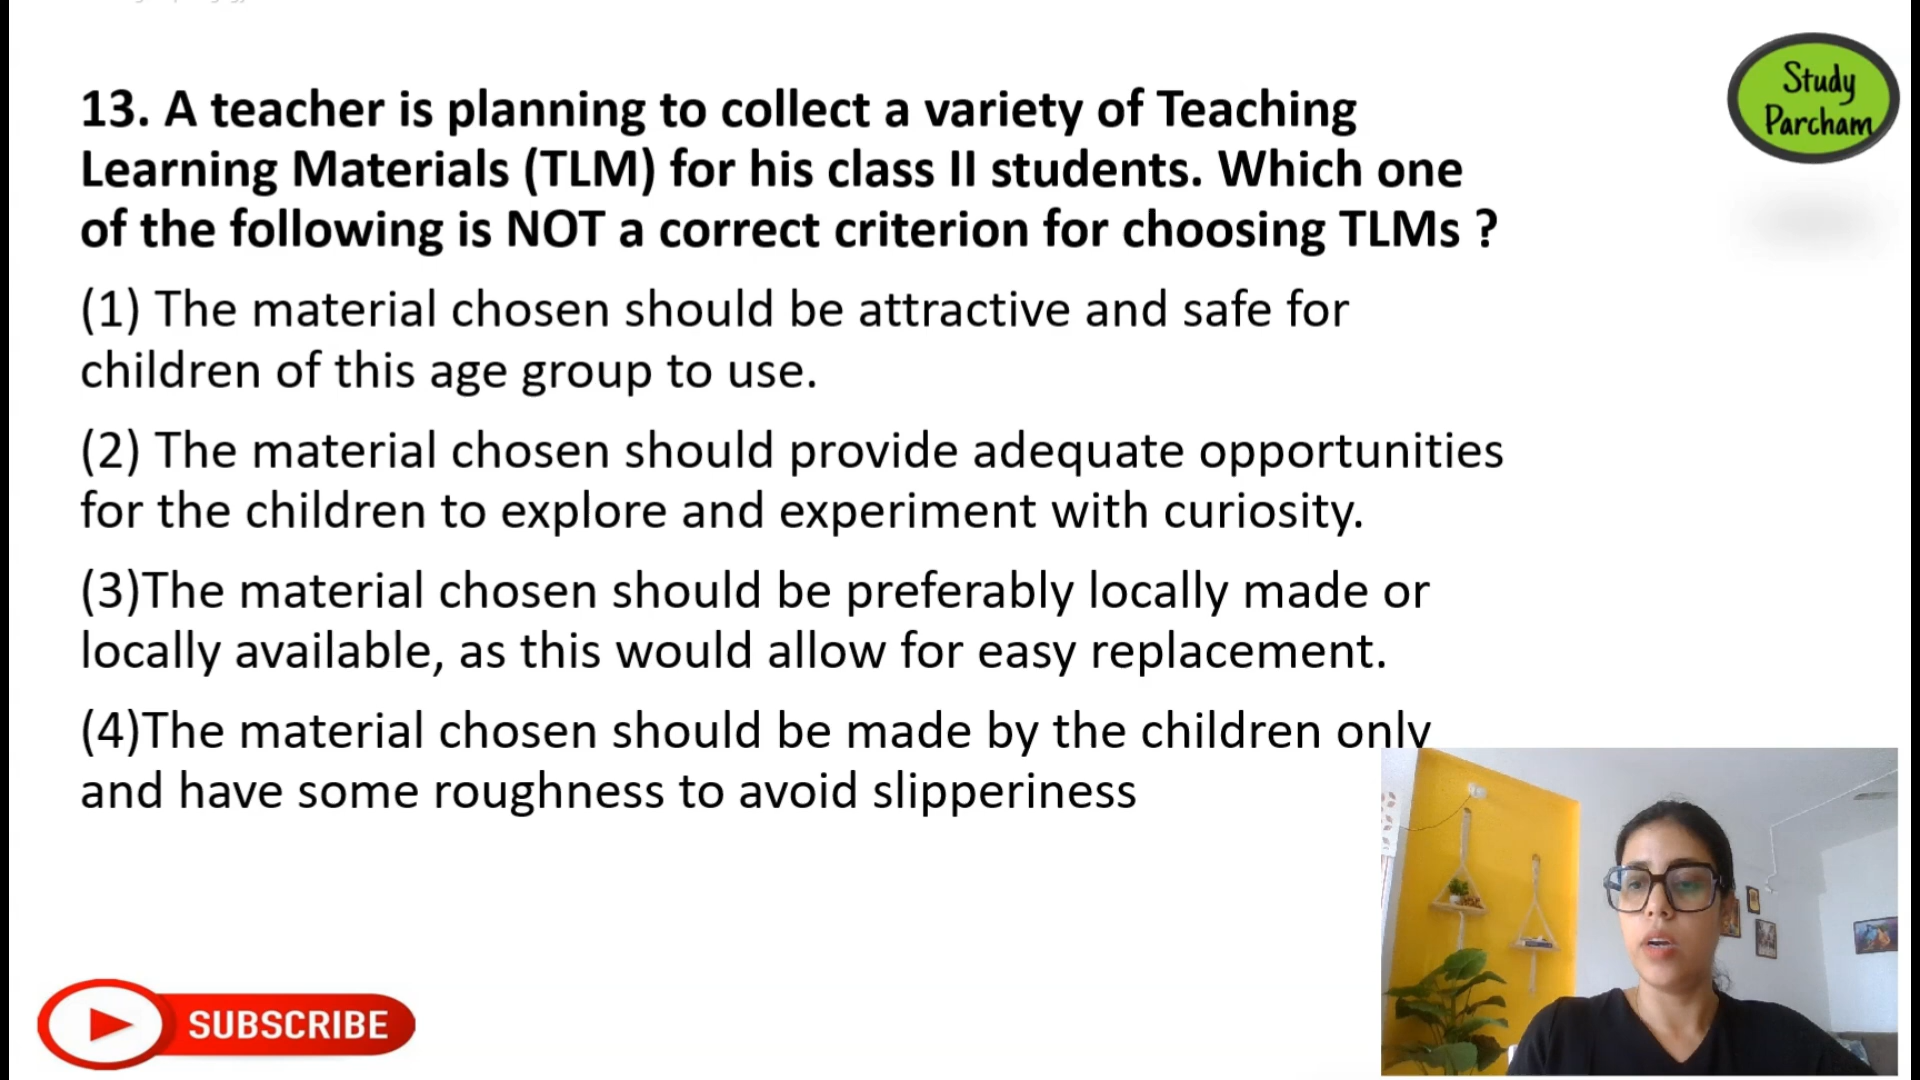 Study
Parcham
13. A teacher is planning to collect a variety of Teaching
Learning Materials (TLM) for his class II students. Which one
of the following is NOT a correct criterion for choosing TLMs ?
(1) The material chosen should be attractive and safe for
children of this age group to use.
(2) The material chosen should provide adequate opportunities
for the children to explore and experiment with curiosity.
(3)The material chosen should be preferably locally made or
locally available, as this would allow for easy replacement.
(4)The material chosen should be made by the children only
and have some roughness to avoid slipperiness
SUBSCRIBE